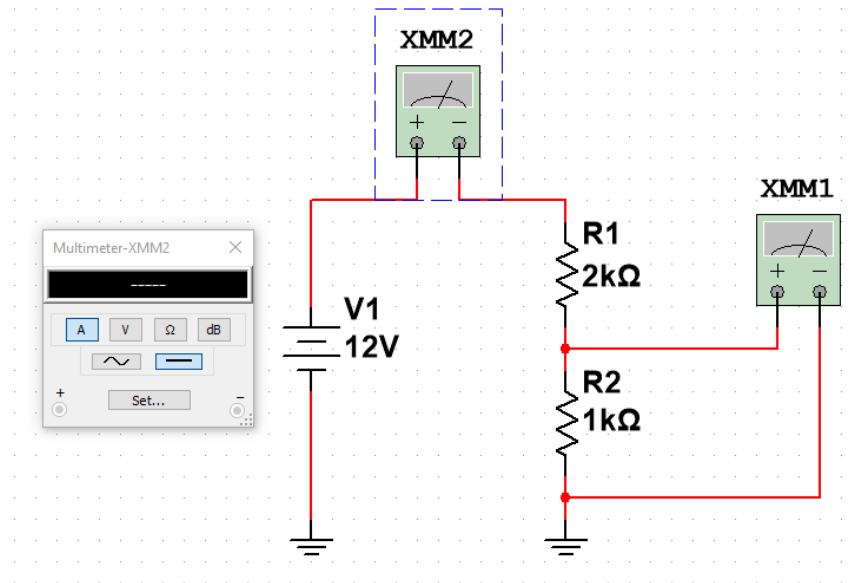 XMM2
XMM1
Multimeter-XMM2
-----
A V Ω dB
Set...
+ −
V1
12V
R1
2kΩ
R2
1kΩ
+ −
+ −